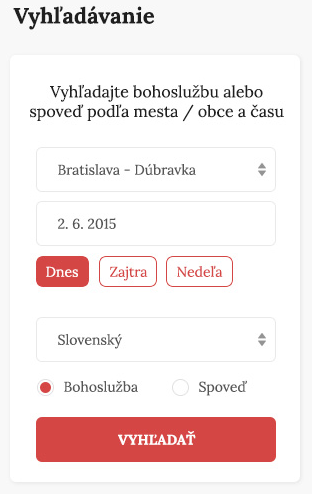 Vyhľadávanie
Vyhľadajte bohoslužbu alebo
spoveď podľa mesta / obce a času
Bratislava - Dúbravka
2. 6. 2015
Dnes Zajtra Nedeľa
Slovenský
Bohoslužba Spoveď
VYHĽADAŤ